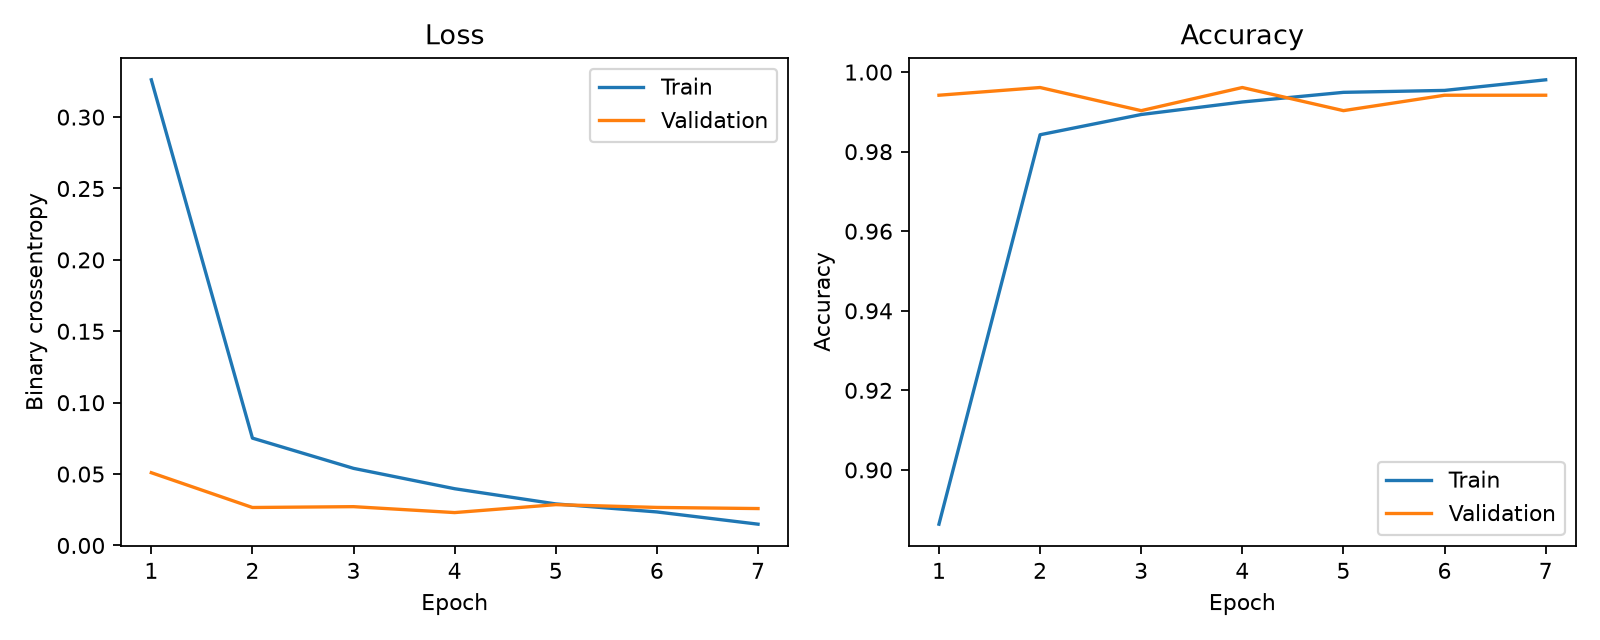 Loss
Train
Validation
Binary crossentropy
0.30
0.25
0.20
0.15
0.10
0.05
0.00
1 2 3 4 5 6 7
Epoch
Accuracy
Accuracy
1.00
0.98
0.96
0.94
0.92
0.90
Train
Validation
1 2 3 4 5 6 7
Epoch